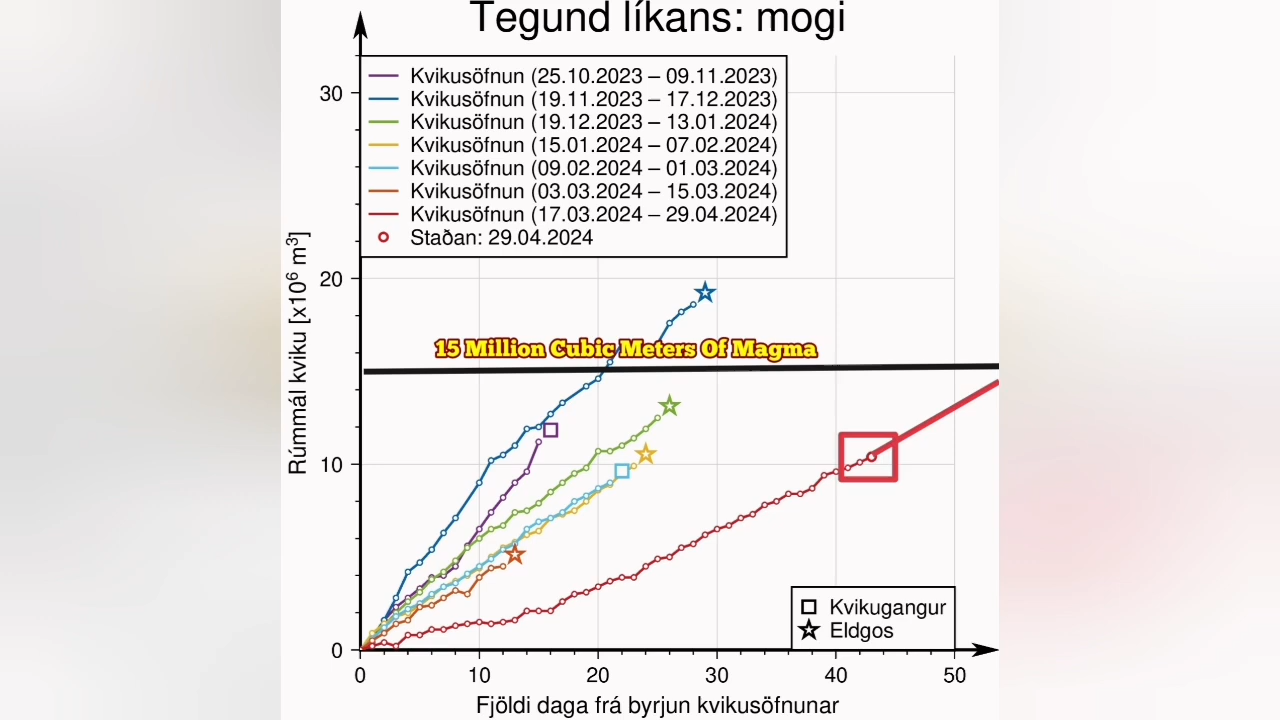 Tegund líkans: mogi
Kvikusöfnun (25.10.2023 – 09.11.2023)
Kvikusöfnun (19.11.2023 – 17.12.2023)
Kvikusöfnun (19.12.2023 – 13.01.2024)
Kvikusöfnun (15.01.2024 – 07.02.2024)
Kvikusöfnun (09.02.2024 – 01.03.2024)
Kvikusöfnun (03.03.2024 – 15.03.2024)
Kvikusöfnun (17.03.2024 – 29.04.2024)
Staðan: 29.04.2024
Rúmmál kviku [x10⁶ m³]
30
20
10
0
15 Million Cubic Meters Of Magma
Kvikugangur
Eldgos
0 10 20 30 40 50
Fjöldi daga frá byrjun kvikusöfnunar